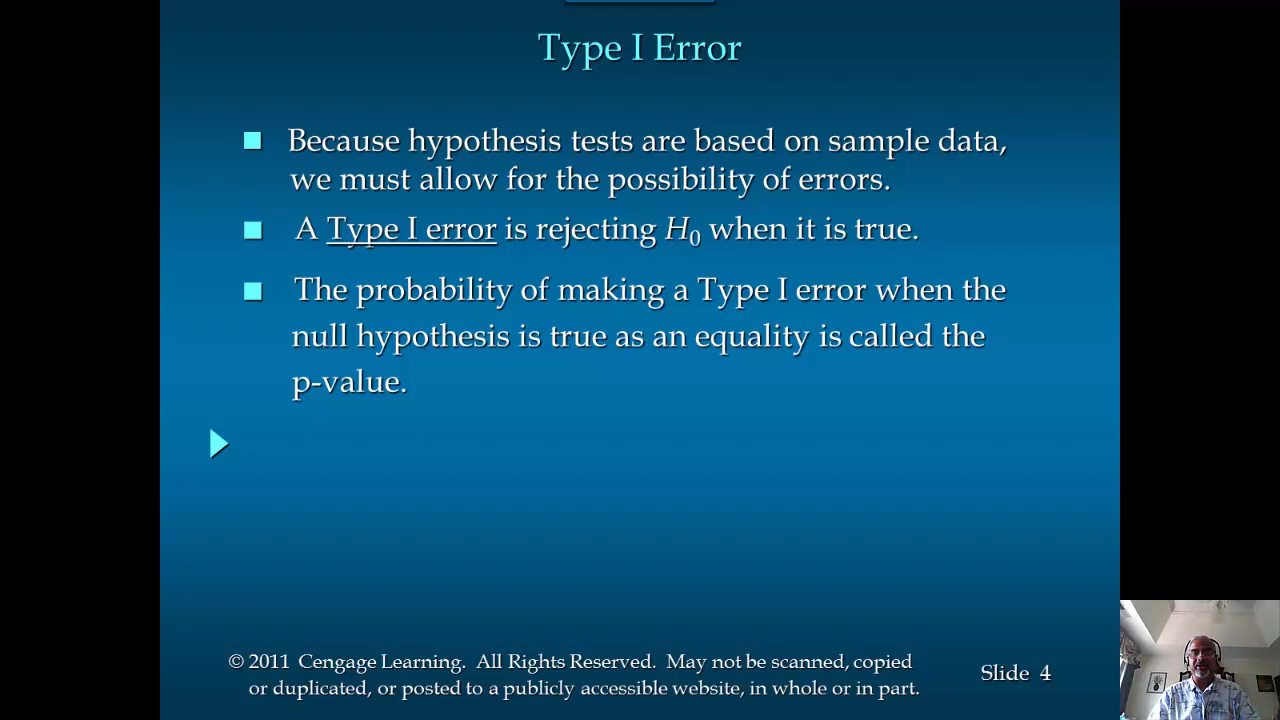 Type I Error
Because hypothesis tests are based on sample data,
we must allow for the possibility of errors.
A Type I error is rejecting H₀ when it is true.
The probability of making a Type I error when the
null hypothesis is true as an equality is called the
p-value.
© 2011 Cengage Learning. All Rights Reserved. May not be scanned, copied
or duplicated, or posted to a publicly accessible website, in whole or in part.
Slide 4